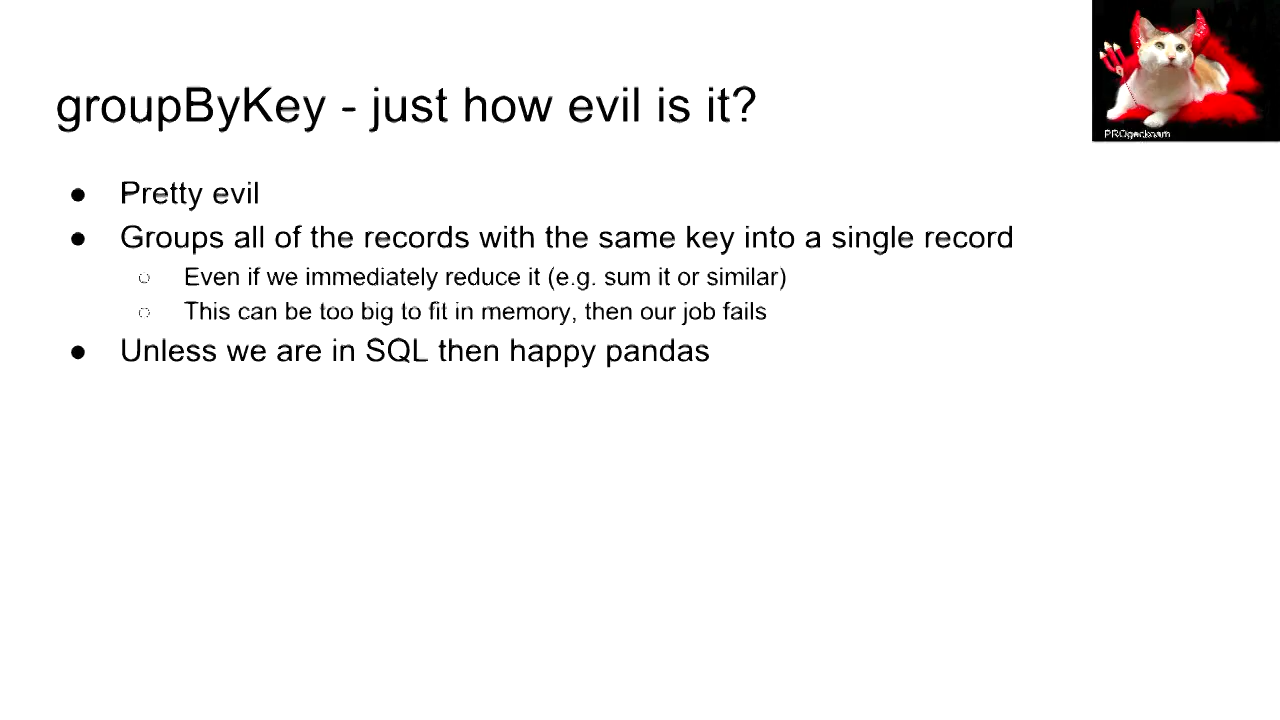 groupByKey - just how evil is it?
● Pretty evil
● Groups all of the records with the same key into a single record
○ Even if we immediately reduce it (e.g. sum it or similar)
○ This can be too big to fit in memory, then our job fails
● Unless we are in SQL then happy pandas